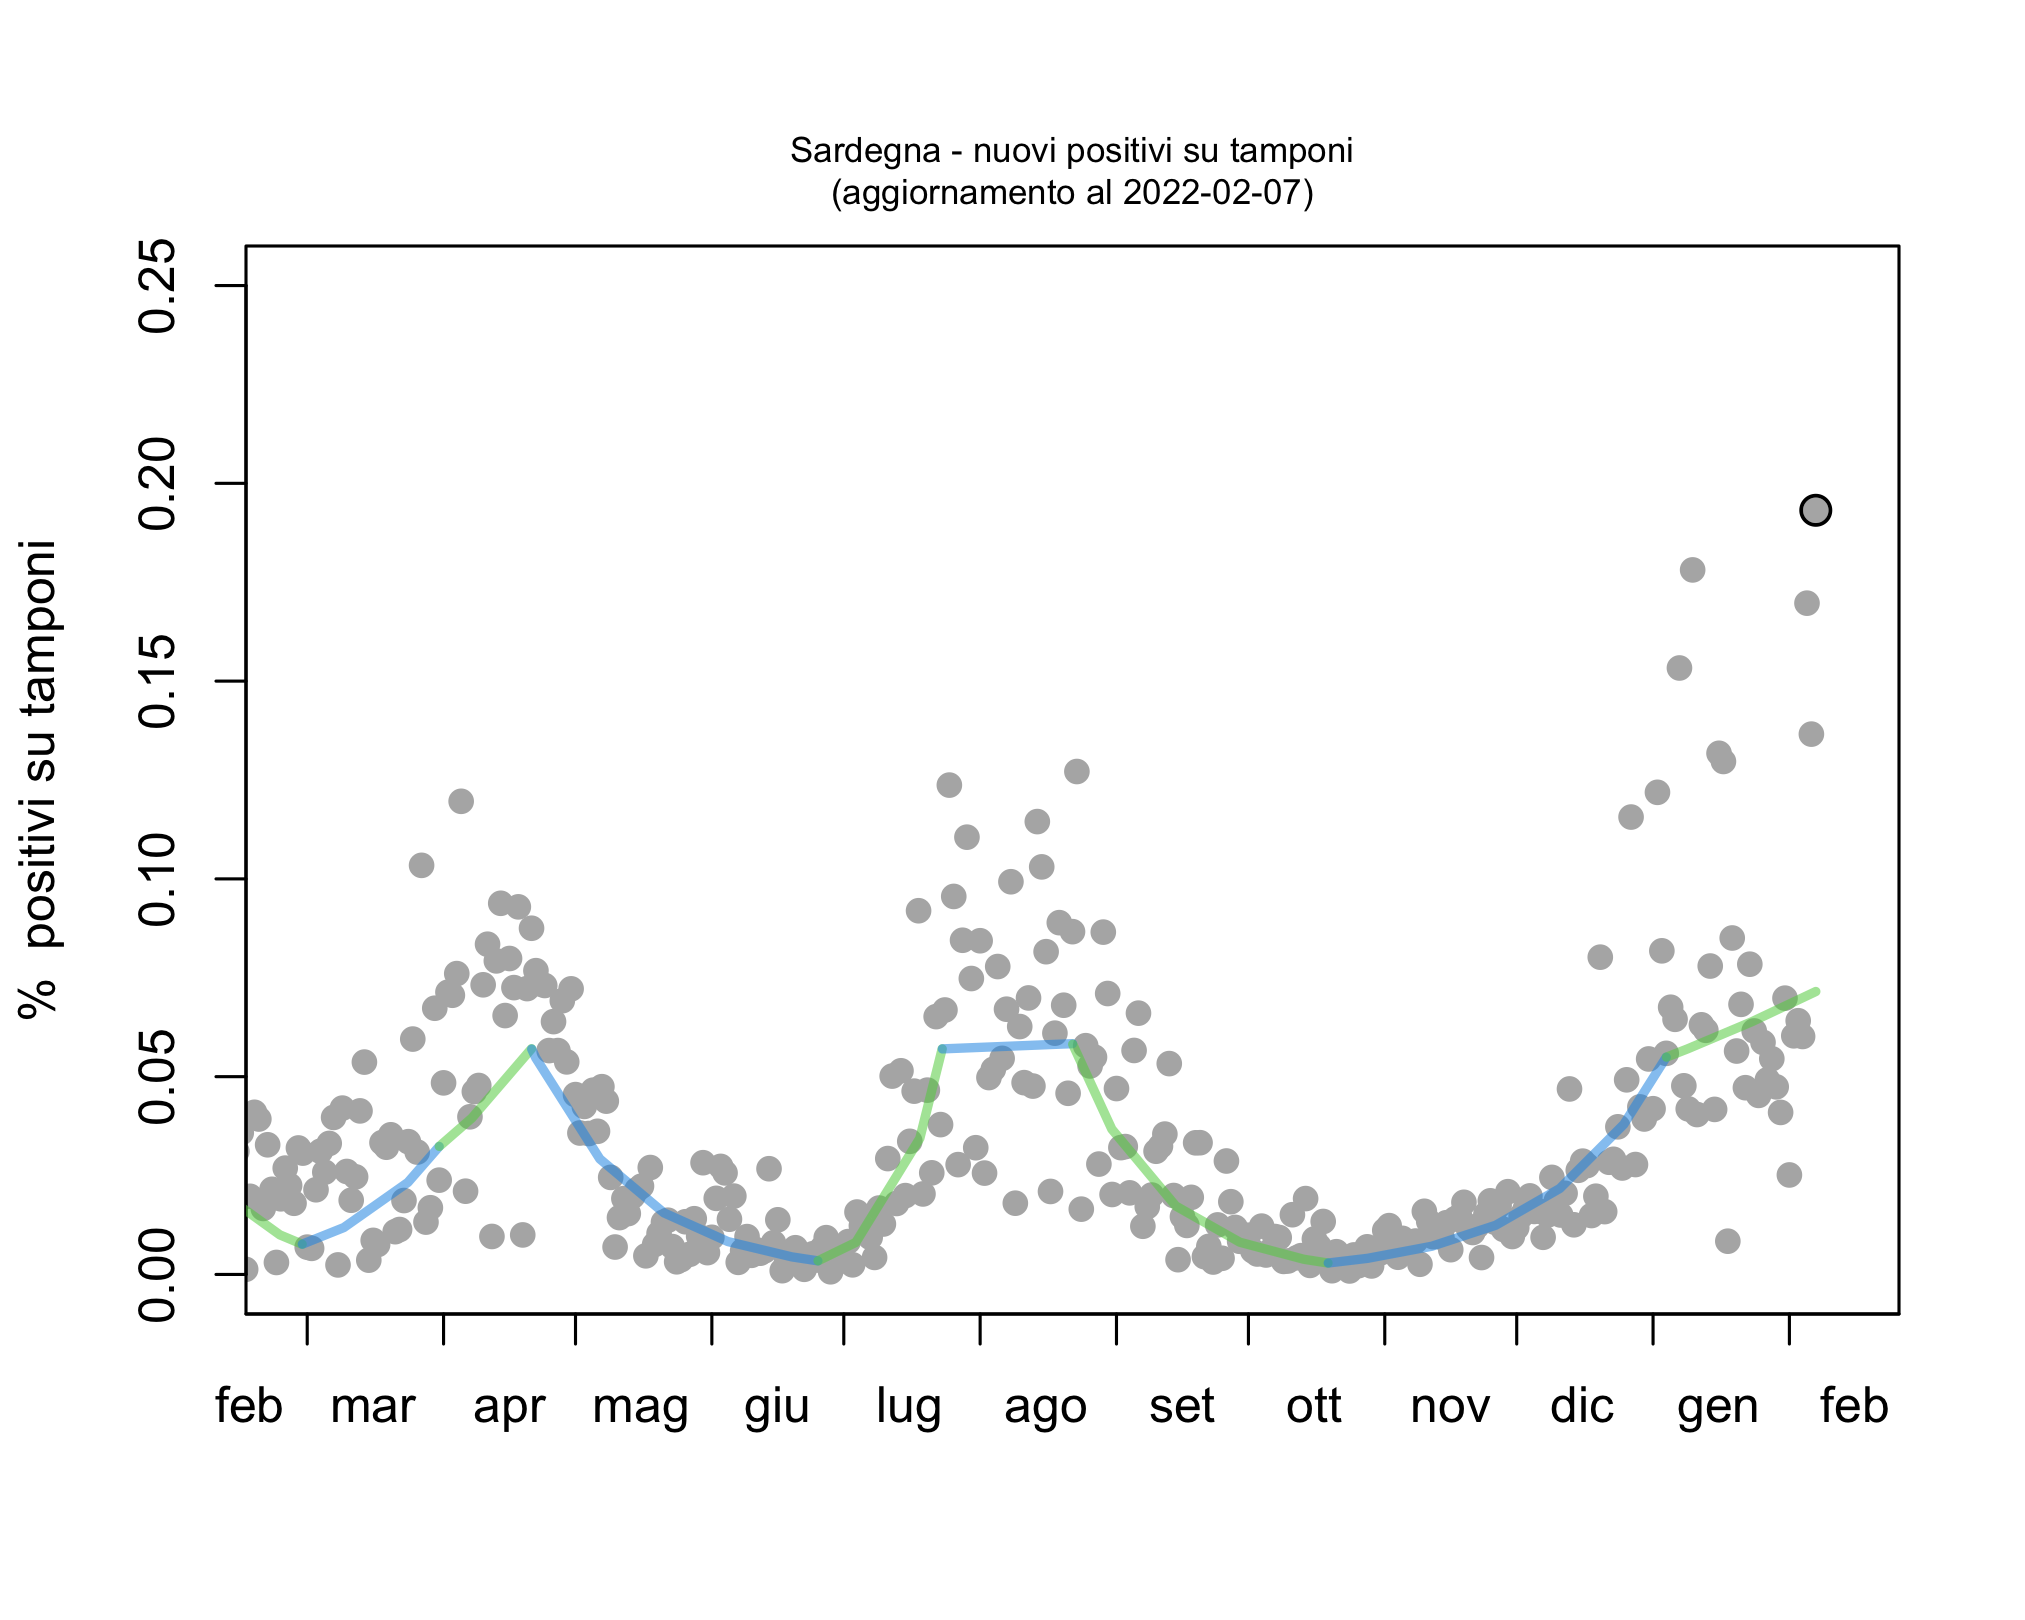 Sardegna - nuovi positivi su tamponi
(aggiornamento al 2022-02-07)
% positivi su tamponi
0.25
0.20
0.15
0.10
0.05
0.00
feb mar apr mag giu lug ago set ott nov dic gen feb